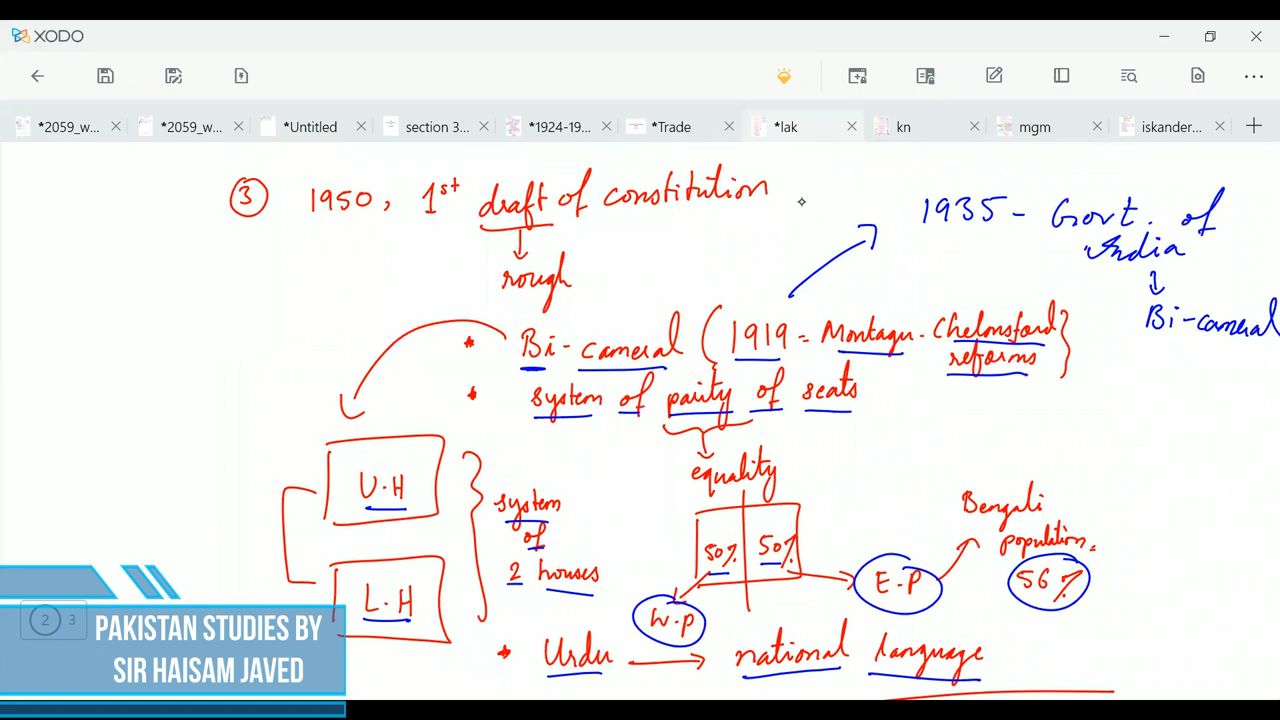 XODO
*2059_w...
*2059_w...
*Untitled
section 3...
*1924-19...
*Trade
*lak
kn
mgm
iskander...
3 1950, 1st draft of constitution
rough
1935 - Govt. of
India
Bi-cameral
* Bi-cameral (1919 = Montagu-Chelmsford
reforms}
* system of parity of seats
equality
U.H
L.H
system
of
2 houses
50% 50%
W.P
E.P
Bengali
population.
56%
* Urdu → national language
2 3
PAKISTAN STUDIES BY
SIR HAISAM JAVED